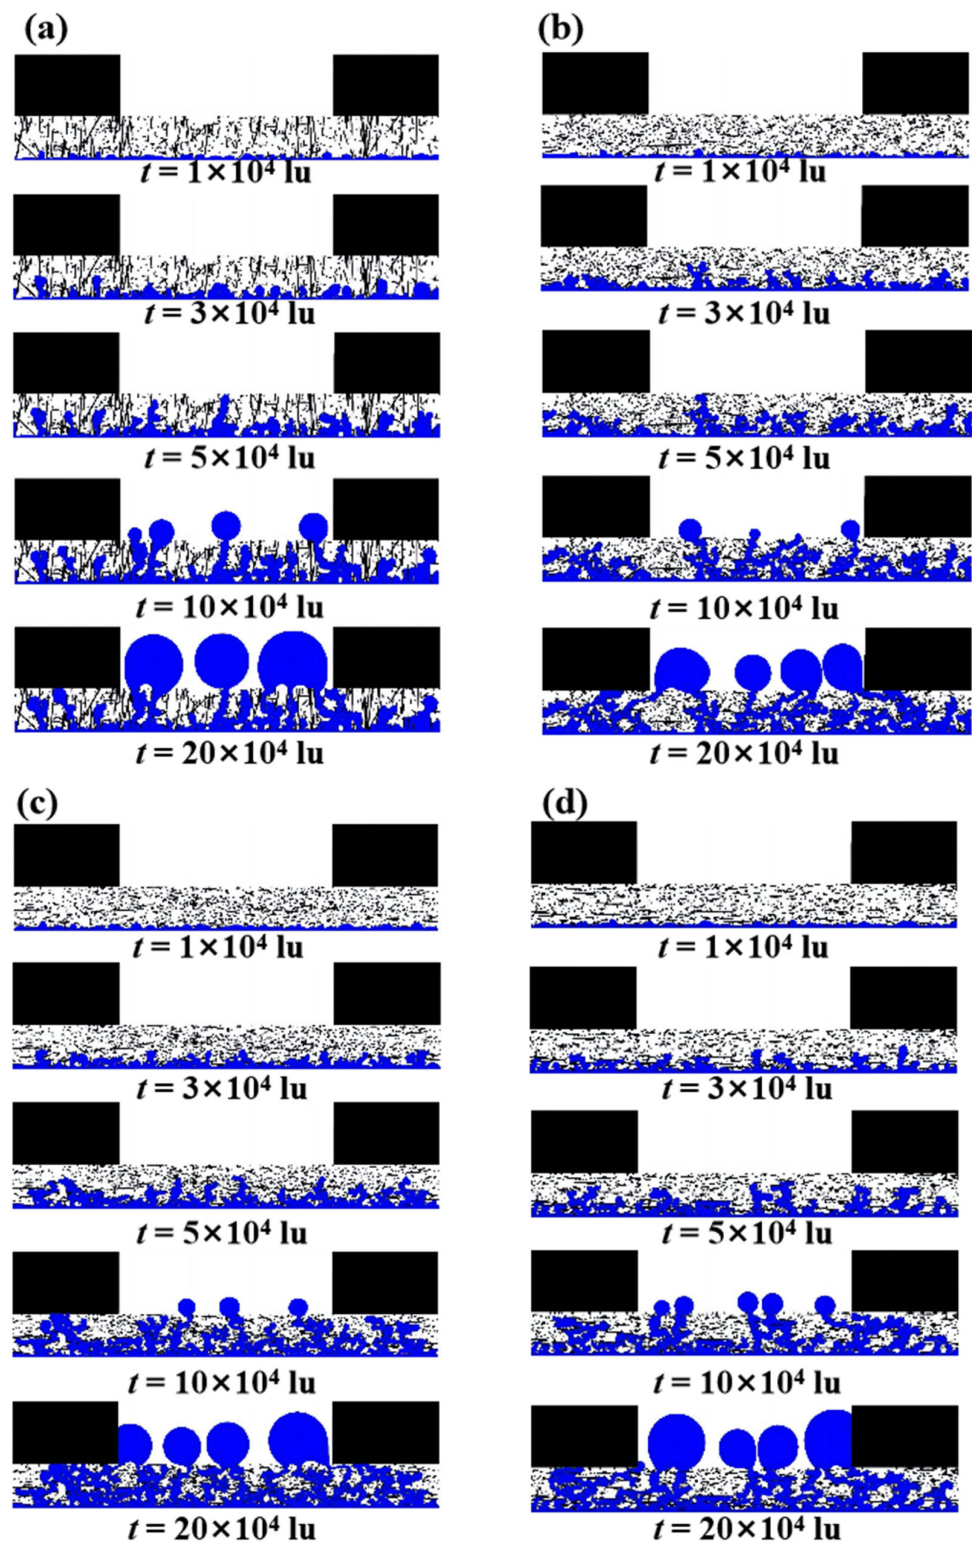 (a)
t = 1×10⁴ lu
t = 3×10⁴ lu
t = 5×10⁴ lu
t = 10×10⁴ lu
t = 20×10⁴ lu
(b)
t = 1×10⁴ lu
t = 3×10⁴ lu
t = 5×10⁴ lu
t = 10×10⁴ lu
t = 20×10⁴ lu
(c)
t = 1×10⁴ lu
t = 3×10⁴ lu
t = 5×10⁴ lu
t = 10×10⁴ lu
t = 20×10⁴ lu
(d)
t = 1×10⁴ lu
t = 3×10⁴ lu
t = 5×10⁴ lu
t = 10×10⁴ lu
t = 20×10⁴ lu